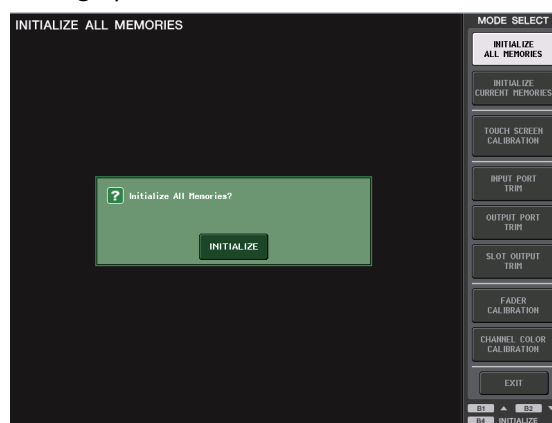 INITIALIZE ALL MEMORIES
MODE SELECT
INITIALIZE
ALL MEMORIES
INITIALIZE
CURRENT MEMORIES
TOUCH SCREEN
CALIBRATION
? Initialize All Memories?
INITIALIZE
INPUT PORT
TRIM
OUTPUT PORT
TRIM
SLOT OUTPUT
TRIM
FADER
CALIBRATION
CHANNEL COLOR
CALIBRATION
EXIT
B1 ▲ B2 ▼
B4 INITIALIZE